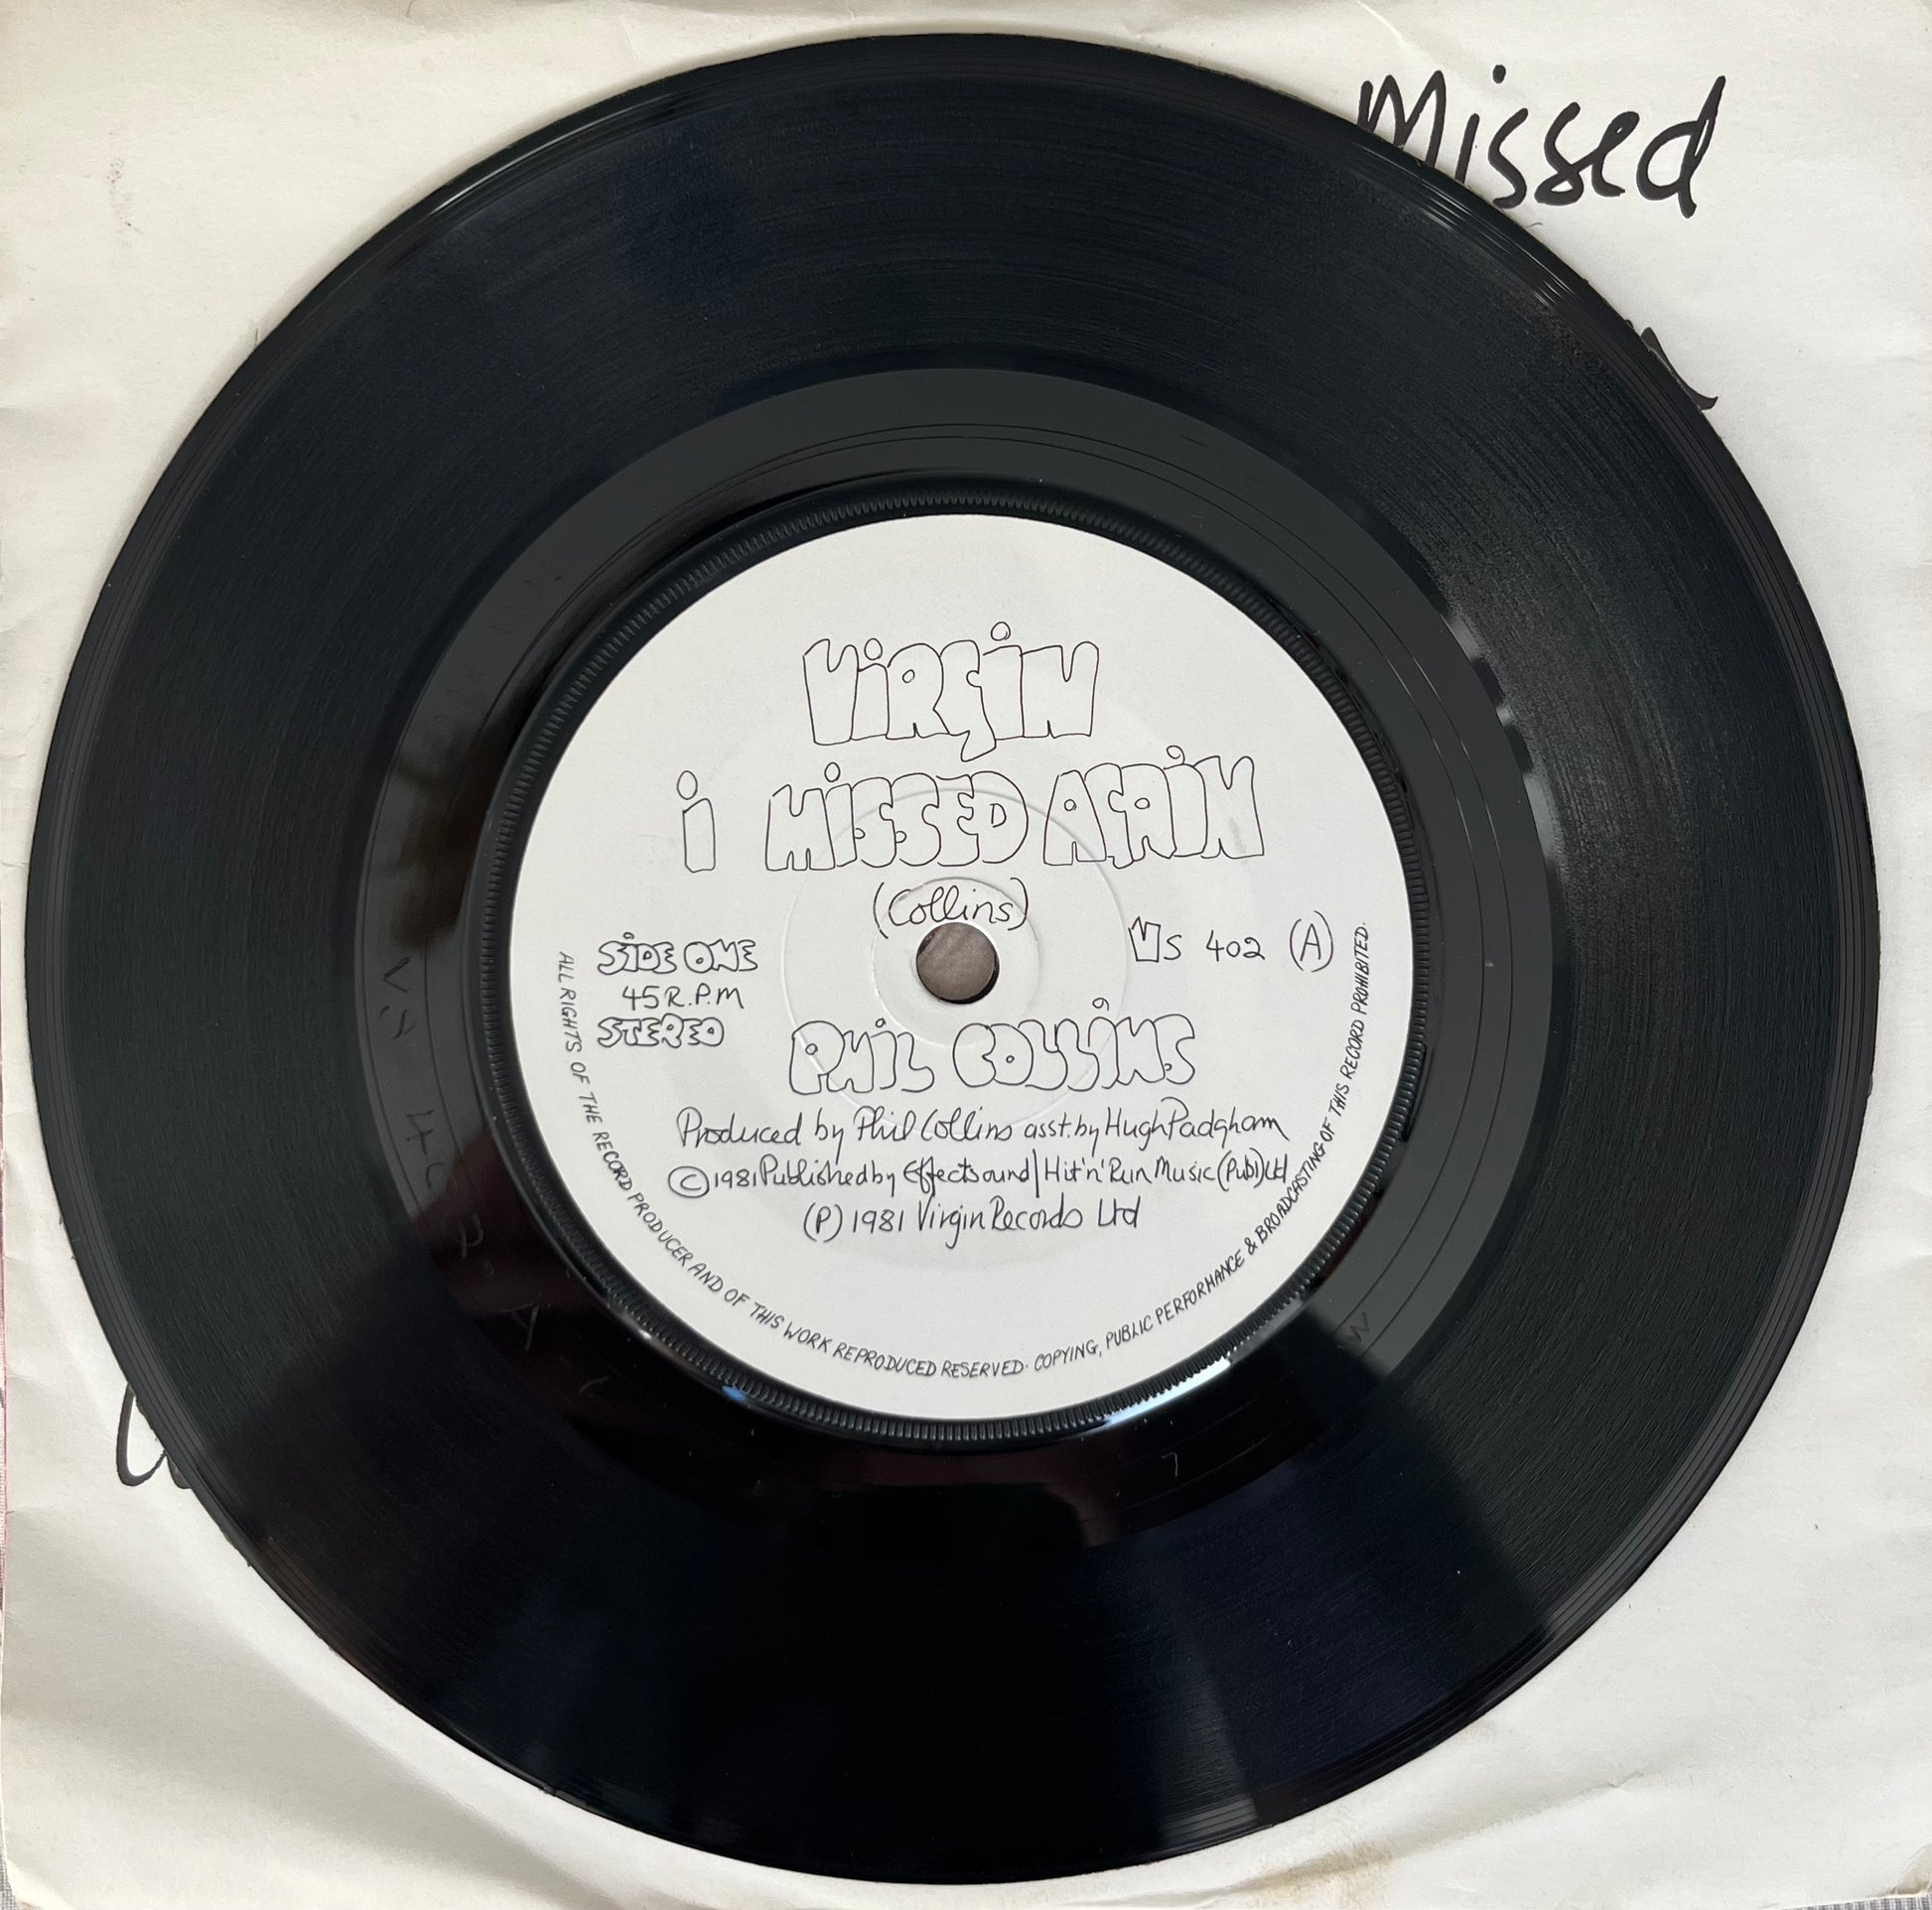 Missed
ViRGiN
i MiSSED AGAiN
(Collins)
SiDE ONE
45 R.P.M
STEREO
VS 402 (A)
PHiL COLLiNS
Produced by Phil Collins asst. by Hugh Padgham
© 1981 Published by Effectsound/Hit'n'Run Music (Publ) Ltd
(P) 1981 Virgin Records Ltd
ALL RIGHTS OF THE RECORD PRODUCER AND OF THIS WORK REPRODUCED RESERVED. COPYING, PUBLIC PERFORMANCE & BROADCASTING OF THIS RECORD PROHIBITED.
VS 402 A